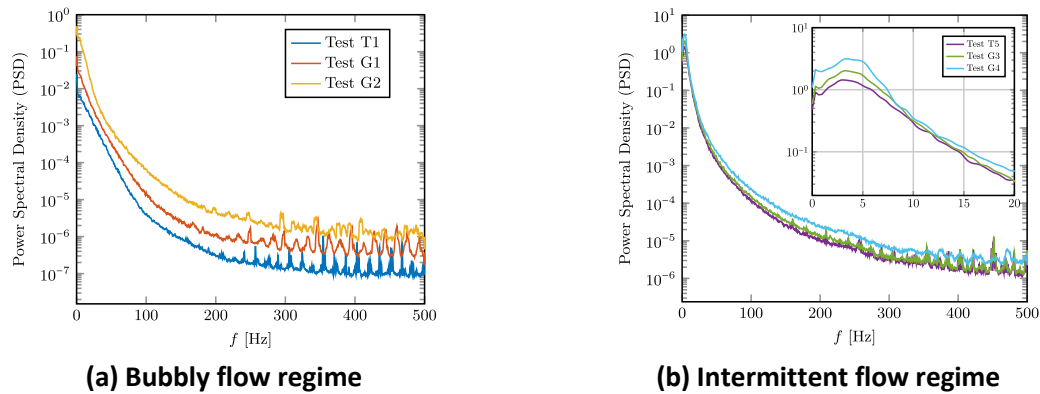 10^0
10^-1
10^-2
10^-3
10^-4
10^-5
10^-6
10^-7
Power Spectral Density (PSD)
0 100 200 300 400 500
f [Hz]
Test T1
Test G1
Test G2
(a) Bubbly flow regime
10^1
10^0
10^-1
10^-2
10^-3
10^-4
10^-5
10^-6
Power Spectral Density (PSD)
0 100 200 300 400 500
f [Hz]
10^0
10^-1
0 5 10 15 20
Test T5
Test G3
Test G4
(b) Intermittent flow regime